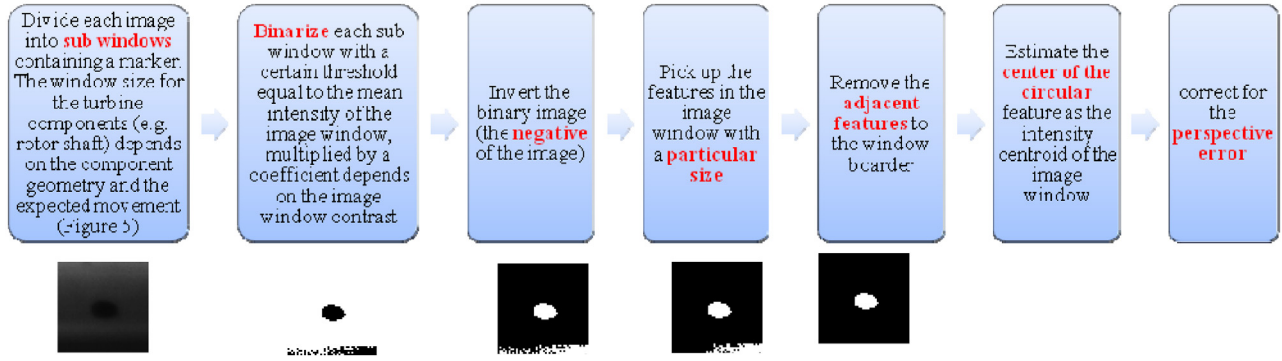 Divide each image
into sub windows
containing a marker.
The window size for
the turbine
components (e.g.
rotor shaft) depends
on the component
geometry and the
expected movement
(Figure 5)
Binarize each sub
window with a
certain threshold
equal to the mean
intensity of the
image window,
multiplied by a
coefficient depends
on the image
window contrast
Invert the
binary image
(the negative
of the image)
Pick up the
features in the
image
window with
a particular
size
Remove the
adjacent
features to
the window
boarder
Estimate the
center of the
circular
feature as the
intensity
centroid of the
image
window
correct for
the
perspective
error